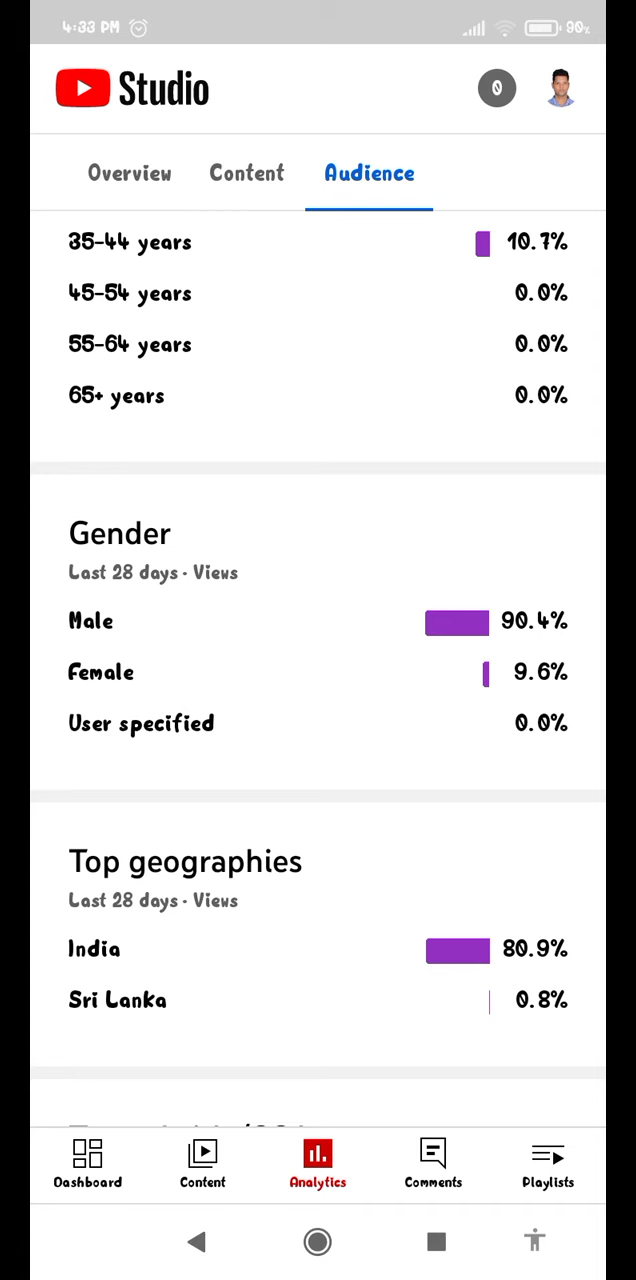 4:33 PM 90%
Studio 0
Overview Content Audience
35–44 years 10.7%
45–54 years 0.0%
55–64 years 0.0%
65+ years 0.0%
Gender
Last 28 days · Views
Male 90.4%
Female 9.6%
User specified 0.0%
Top geographies
Last 28 days · Views
India 80.9%
Sri Lanka 0.8%
Dashboard Content Analytics Comments Playlists